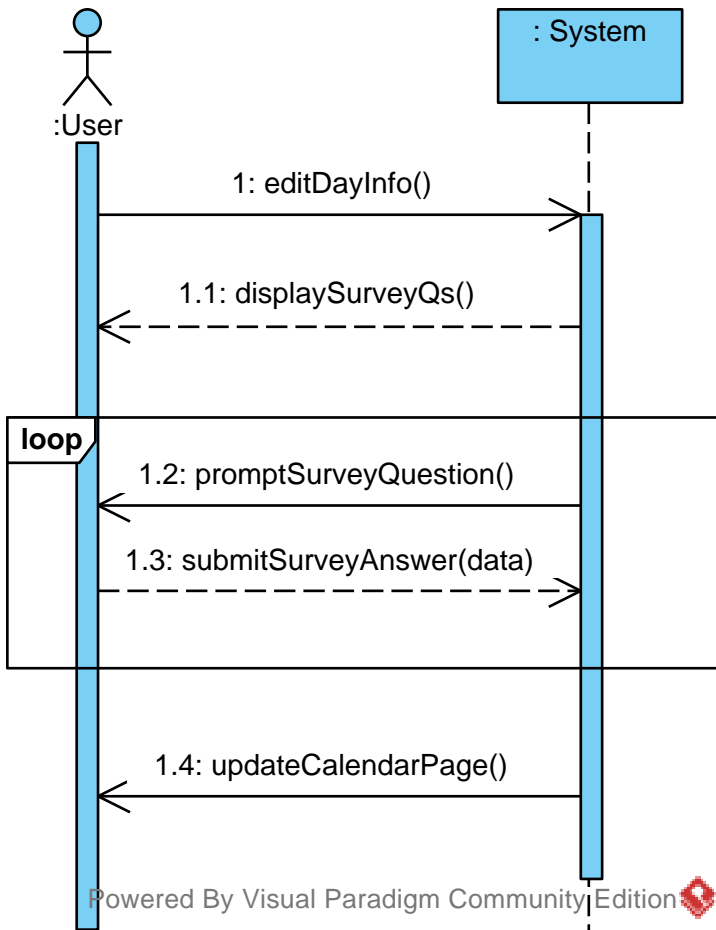 : System
:User
1: editDayInfo()
1.1: displaySurveyQs()
loop
1.2: promptSurveyQuestion()
1.3: submitSurveyAnswer(data)
1.4: updateCalendarPage()
Powered By Visual Paradigm Community Edition